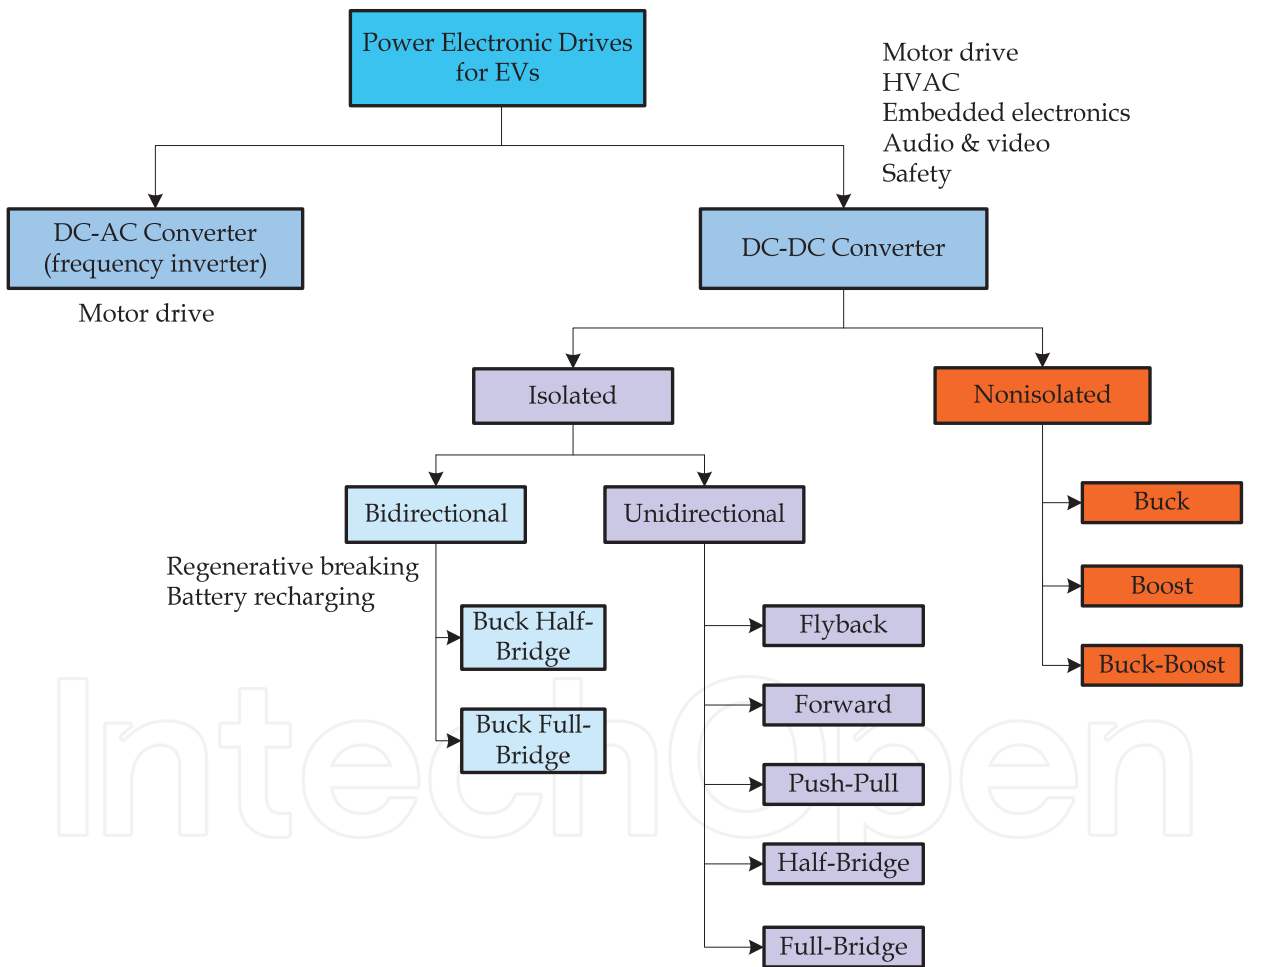 Power Electronic Drives
for EVs
Motor drive
HVAC
Embedded electronics
Audio & video
Safety
DC-AC Converter
(frequency inverter)
Motor drive
DC-DC Converter
Isolated
Nonisolated
Bidirectional
Unidirectional
Regenerative breaking
Battery recharging
Buck Half-
Bridge
Buck Full-
Bridge
Flyback
Forward
Push-Pull
Half-Bridge
Full-Bridge
Buck
Boost
Buck-Boost
IntechOpen